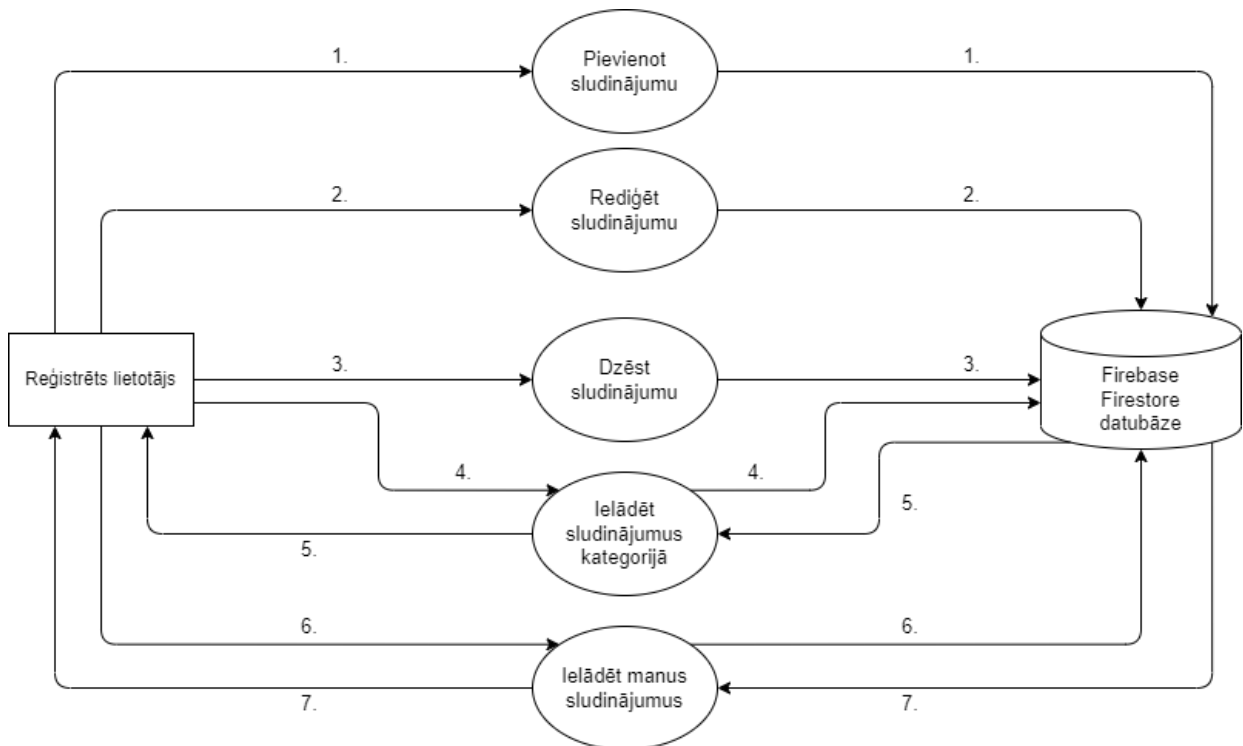 1.
Pievienot
sludinājumu
1.
2.
Rediģēt
sludinājumu
2.
Reģistrēts lietotājs
3.
Dzēst
sludinājumu
3.
Firebase
Firestore
datubāze
4.
Ielādēt
sludinājumus
kategorijā
4.
5.
5.
6.
6.
Ielādēt manus
sludinājumus
7.
7.